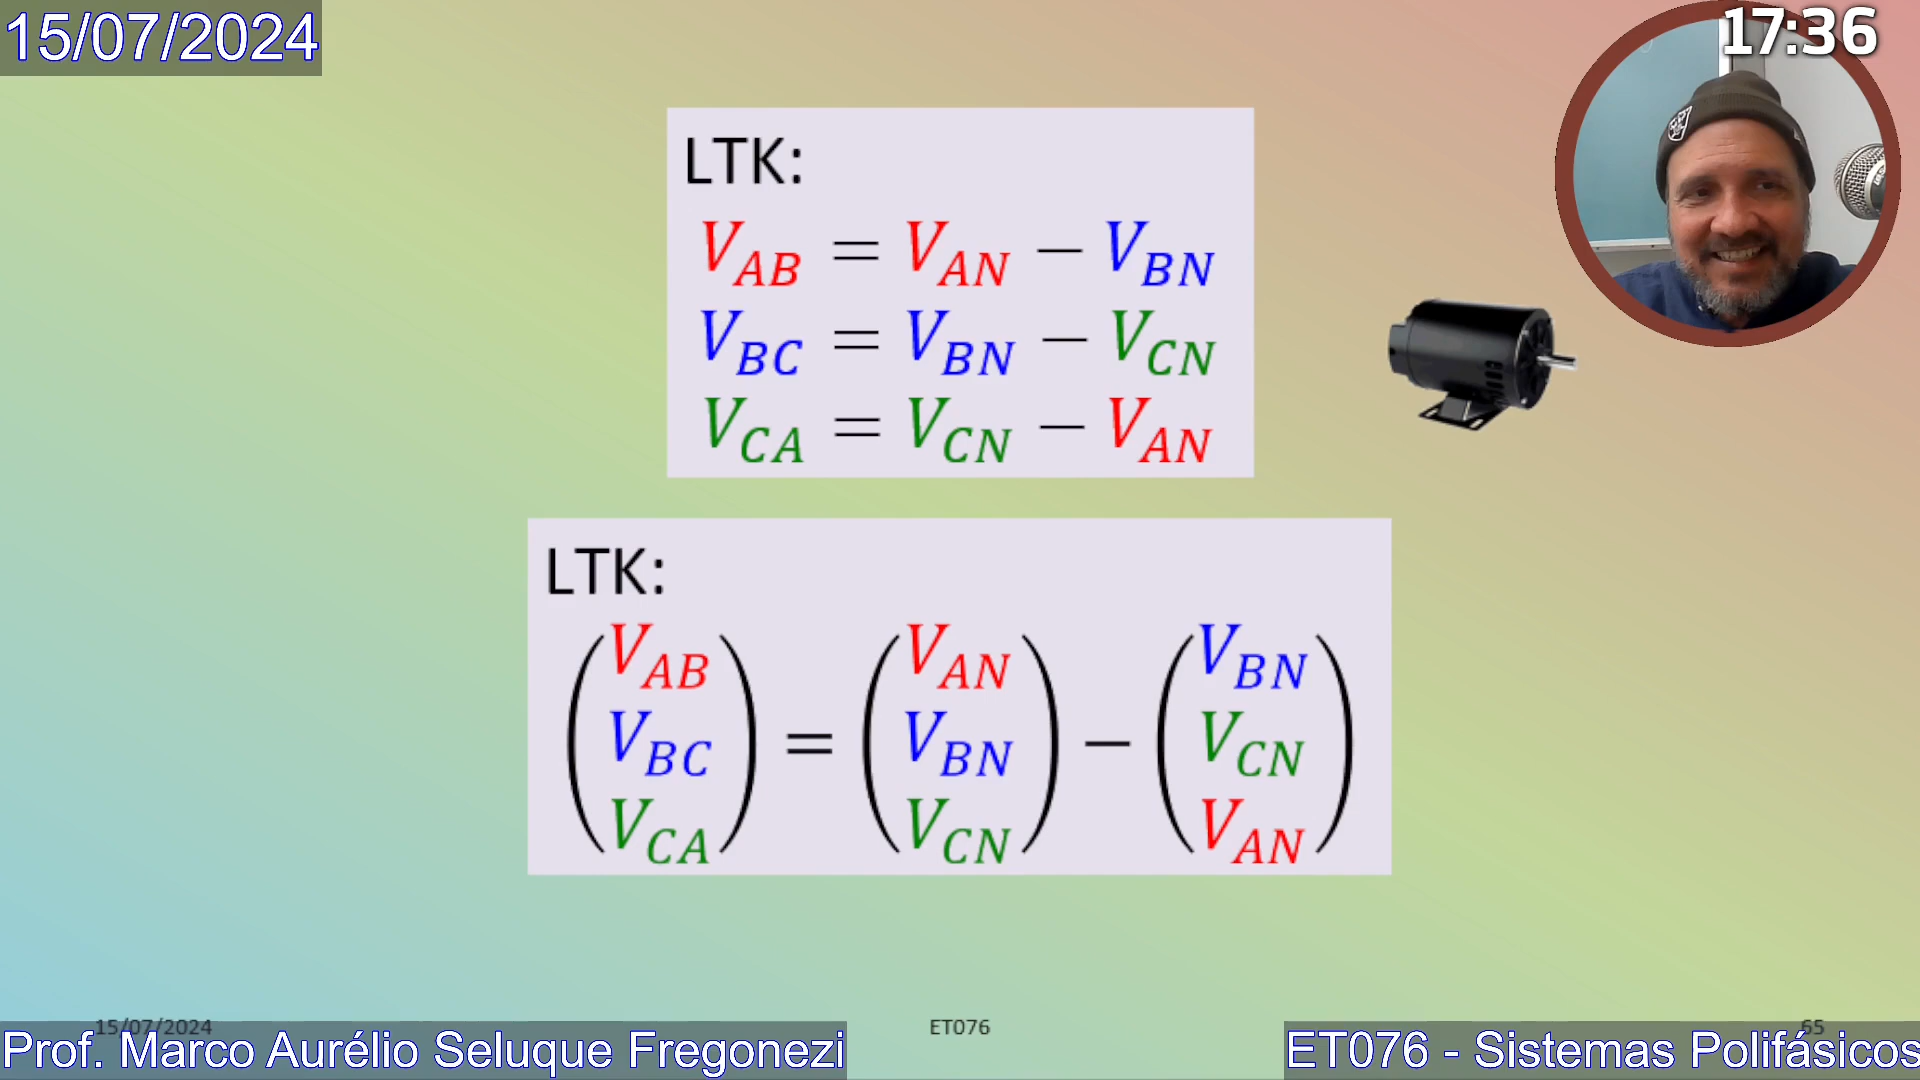 15/07/2024
17:36
LTK:
V_AB = V_AN − V_BN
V_BC = V_BN − V_CN
V_CA = V_CN − V_AN
LTK:
(V_AB) = (V_AN) − (V_BN)
(V_BC) = (V_BN) − (V_CN)
(V_CA) = (V_CN) − (V_AN)
15/07/2024
ET076
65
Prof. Marco Aurélio Seluque Fregonezi
ET076 - Sistemas Polifásicos